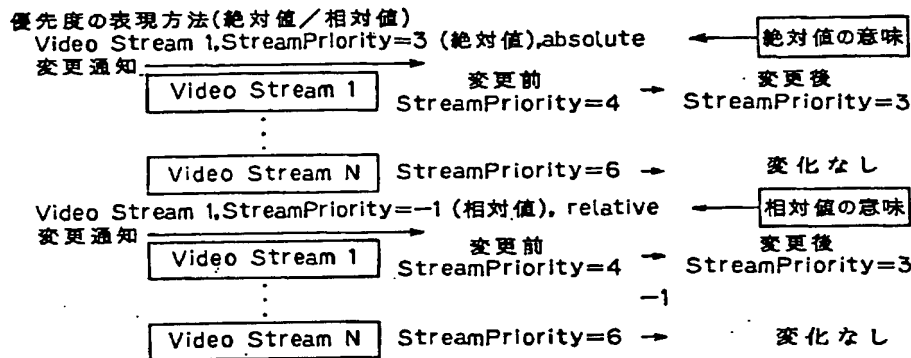 優先度の表現方法(絶対値/相対値)
Video Stream 1,StreamPriority=3 (絶対値),absolute ← 絶対値の意味
変更通知
変更前 変更後
Video Stream 1 StreamPriority=4 → StreamPriority=3
Video Stream N StreamPriority=6 → 変化なし
Video Stream 1,StreamPriority=-1 (相対値), relative ← 相対値の意味
変更通知
変更前 変更後
Video Stream 1 StreamPriority=4 → StreamPriority=3
-1
Video Stream N StreamPriority=6 → 変化なし